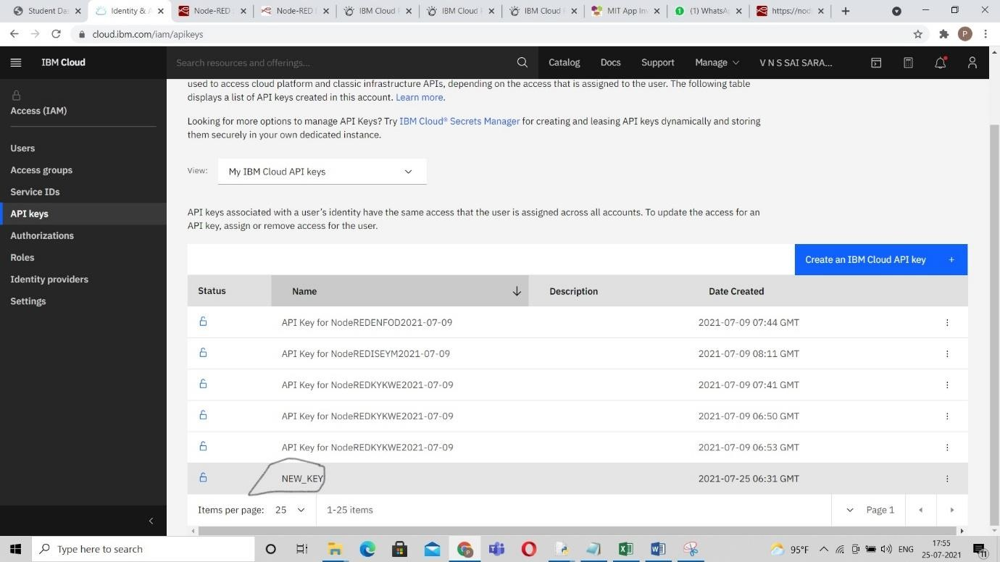 Student Da
Identity & A
Node-RED
Node-RED
IBM Cloud
IBM Cloud
IBM Cloud
MIT App In
(1) WhatsA
https://nod
cloud.ibm.com/iam/apikeys
P
IBM Cloud
Search resources and offerings...
Catalog
Docs
Support
Manage
V N S SAI SARA...
Access (IAM)
Users
Access groups
Service IDs
API keys
Authorizations
Roles
Identity providers
Settings
used to access cloud platform and classic infrastructure APIs, depending on the access that is assigned to the user. The following table
displays a list of API keys created in this account. Learn more.
Looking for more options to manage API Keys? Try IBM Cloud® Secrets Manager for creating and leasing API keys dynamically and storing
them securely in your own dedicated instance.
View:
My IBM Cloud API keys
API keys associated with a user's identity have the same access that the user is assigned across all accounts. To update the access for an
API key, assign or remove access for the user.
Create an IBM Cloud API key +
Status Name Description Date Created
API Key for NodeREDENFOD2021-07-09 2021-07-09 07:44 GMT
API Key for NodeREDISEYM2021-07-09 2021-07-09 08:11 GMT
API Key for NodeREDKYKWE2021-07-09 2021-07-09 07:41 GMT
API Key for NodeREDKYKWE2021-07-09 2021-07-09 06:50 GMT
API Key for NodeREDKYKWE2021-07-09 2021-07-09 06:53 GMT
NEW_KEY 2021-07-25 06:31 GMT
Items per page: 25 1-25 items Page 1
Type here to search
95°F
ENG
17:55
25-07-2021
11